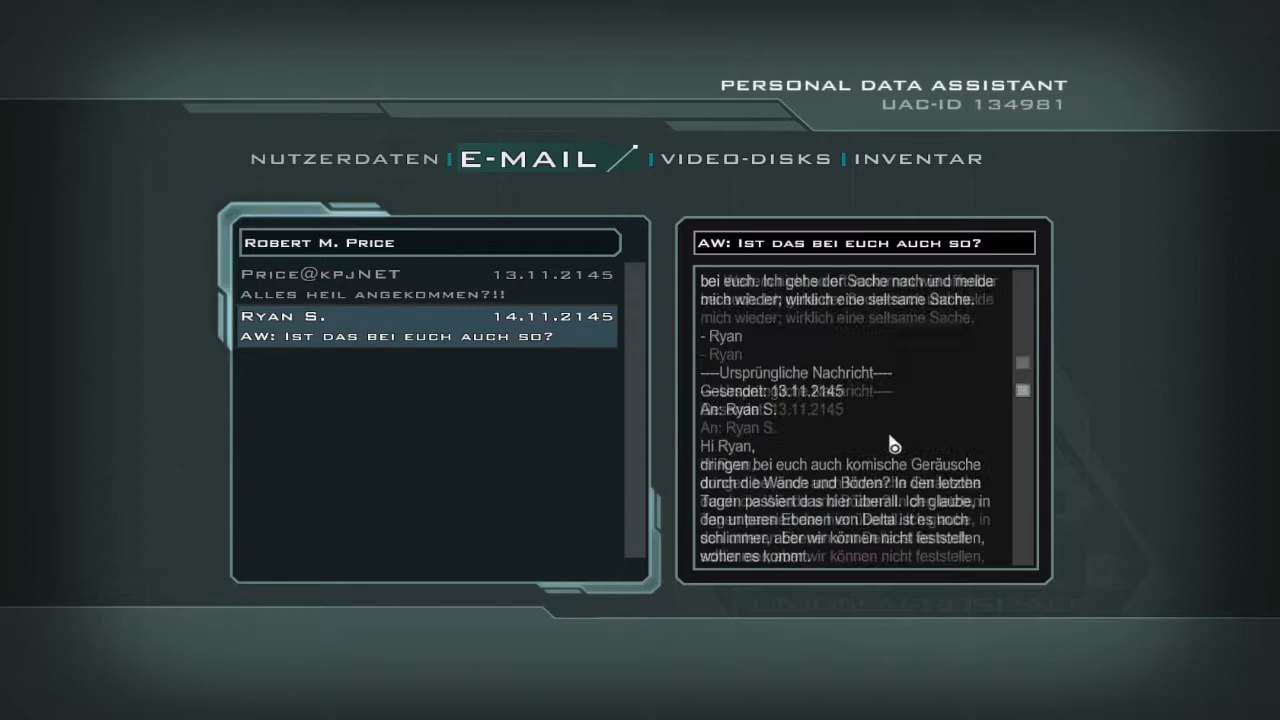 PERSONAL DATA ASSISTANT
UAC-ID 134981
NUTZERDATEN E-MAIL VIDEO-DISKS INVENTAR
ROBERT M. PRICE
PRICE@KPJNET 13.11.2145
ALLES HEIL ANGEKOMMEN?!!
RYAN S. 14.11.2145
AW: IST DAS BEI EUCH AUCH SO?
AW: IST DAS BEI EUCH AUCH SO?
bei euch. Ich gehe der Sache nach und melde
mich wieder; wirklich eine seltsame Sache.
- Ryan
----Ursprüngliche Nachricht----
Gesendet: 13.11.2145
An: Ryan S.
Hi Ryan,
dringen bei euch auch komische Geräusche
durch die Wände und Böden? In den letzten
Tagen passiert das hier überall. Ich glaube, in
den unteren Ebenen von Delta ist es noch
schlimmer, aber wir können nicht feststellen,
woher es kommt.
UNION AEROSPACE